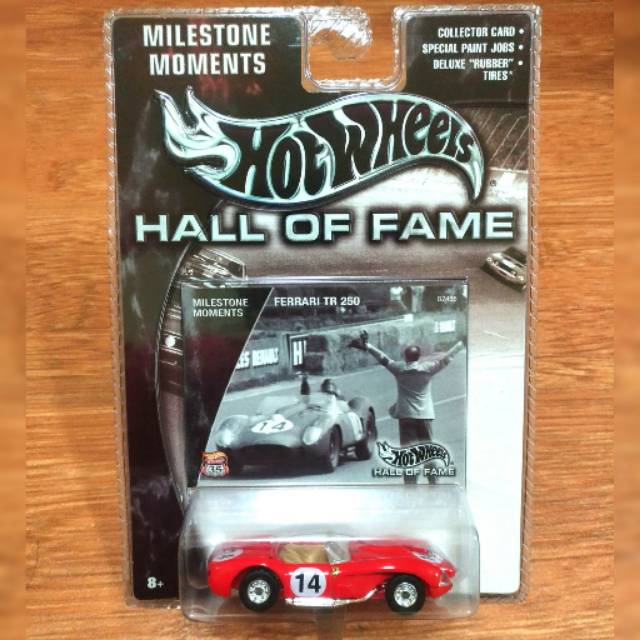 MILESTONE
MOMENTS
COLLECTOR CARD •
SPECIAL PAINT JOBS •
DELUXE "RUBBER" •
TIRES*
Hot Wheels
®
HALL OF FAME
MILESTONE
MOMENTS
FERRARI TR 250
14
Hot Wheels
HALL OF FAME
35
8+
14